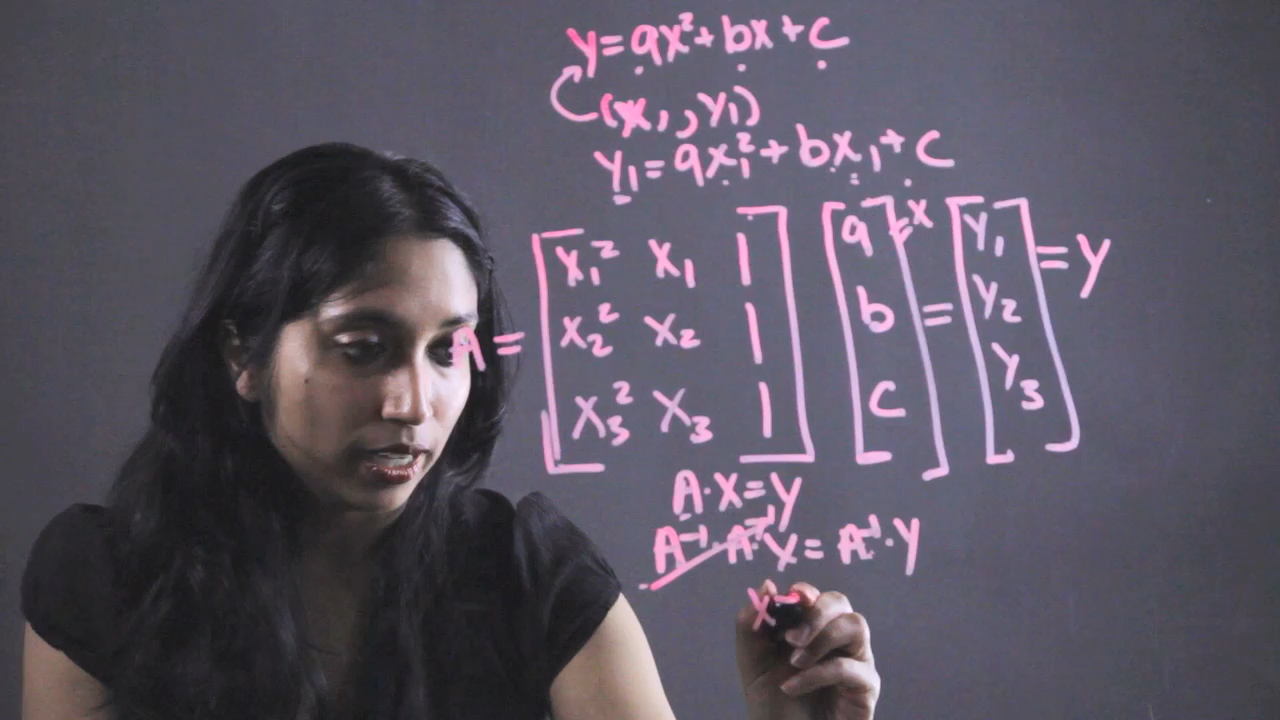 y=ax²+bx+c
(x₁,y₁)
y₁=ax₁²+bx₁+c
A = [x₁² x₁ 1] [a] = x [y₁] = y
[x₂² x₂ 1] [b] = [y₂]
[x₃² x₃ 1] [c] [y₃]
A·x=y
A⁻¹·A·x=A⁻¹·y
x=